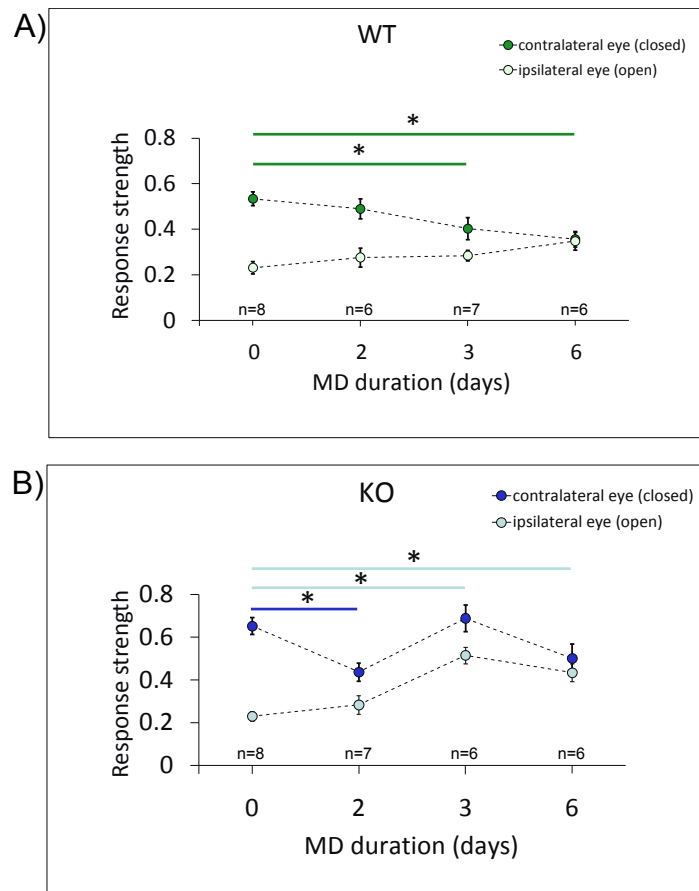 A)
WT
contralateral eye (closed)
ipsilateral eye (open)
*
*
Response strength
0.8
0.6
0.4
0.2
0
n=8 n=6 n=7 n=6
0 2 3 6
MD duration (days)
B)
KO
contralateral eye (closed)
ipsilateral eye (open)
*
*
*
Response strength
0.8
0.6
0.4
0.2
0
n=8 n=7 n=6 n=6
0 2 3 6
MD duration (days)